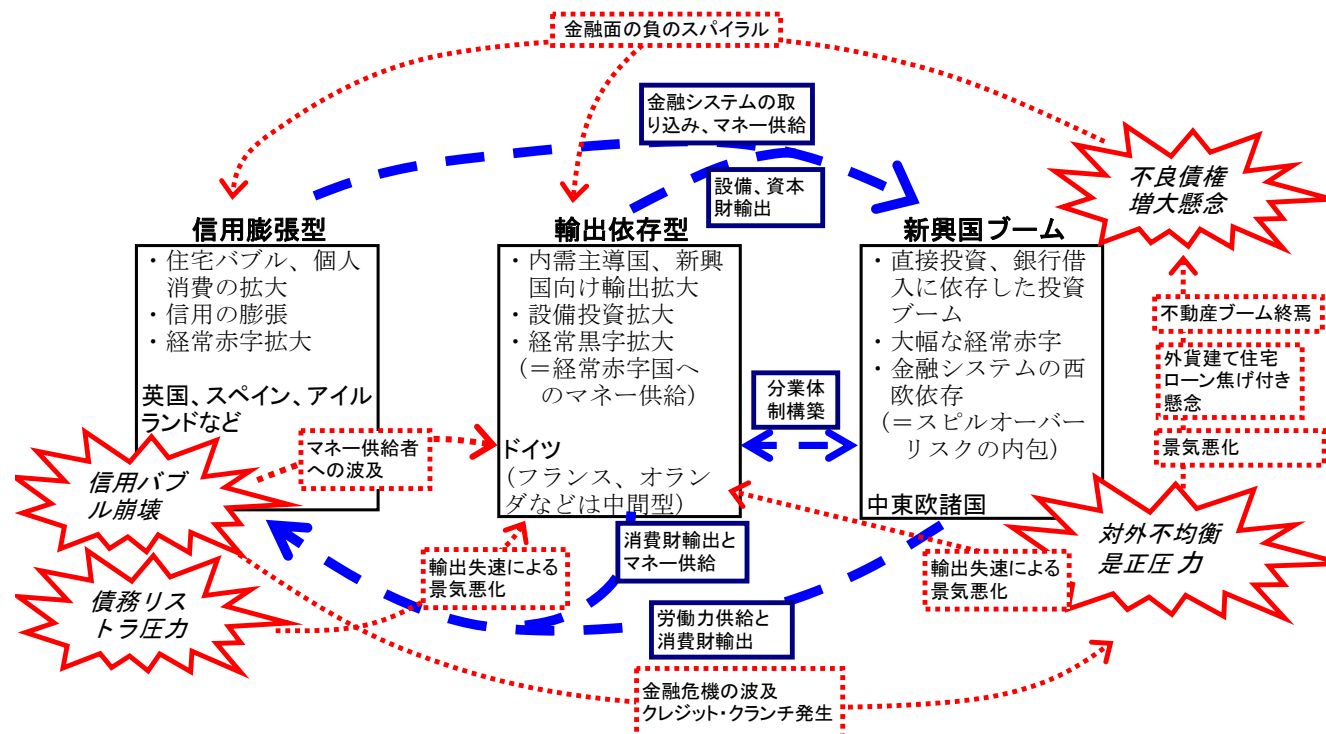 金融面の負のスパイラル
金融システムの取
り込み、マネー供給
設備、資本
財輸出
不良債権
増大懸念
信用膨張型
・住宅バブル、個人
消費の拡大
・信用の膨張
・経常赤字拡大
英国、スペイン、アイル
ランドなど
輸出依存型
・内需主導国、新興
国向け輸出拡大
・設備投資拡大
・経常黒字拡大
(＝経常赤字国へ
のマネー供給)
ドイツ
(フランス、オラン
ダなどは中間型)
新興国ブーム
・直接投資、銀行借
入に依存した投資
ブーム
・大幅な経常赤字
・金融システムの西
欧依存
(＝スピルオーバー
リスクの内包)
中東欧諸国
不動産ブーム終焉
外貨建て住宅
ローン焦げ付き
懸念
景気悪化
分業体
制構築
マネー供給者
への波及
信用バブ
ル崩壊
債務リス
トラ圧力
輸出失速による
景気悪化
消費財輸出と
マネー供給
労働力供給と
消費財輸出
輸出失速による
景気悪化
対外不均衡
是正圧力
金融危機の波及
クレジット・クランチ発生